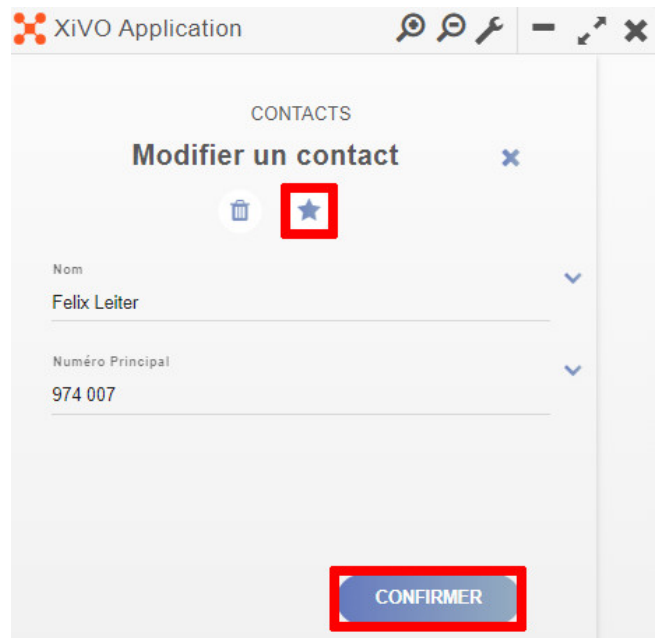 XiVO Application
CONTACTS
Modifier un contact
Nom
Felix Leiter
Numéro Principal
974 007
CONFIRMER